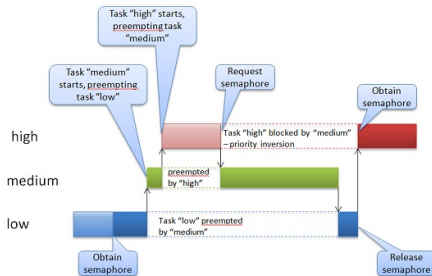 Task "high" starts,
preempting task
"medium"
Task "medium"
starts, preempting
task "low"
Request
semaphore
Obtain
semaphore
high
Task "high" blocked by "medium"
– priority inversion
medium
preempted
by "high"
low
Task "low" preempted
by "medium"
Obtain
semaphore
Release
semaphore